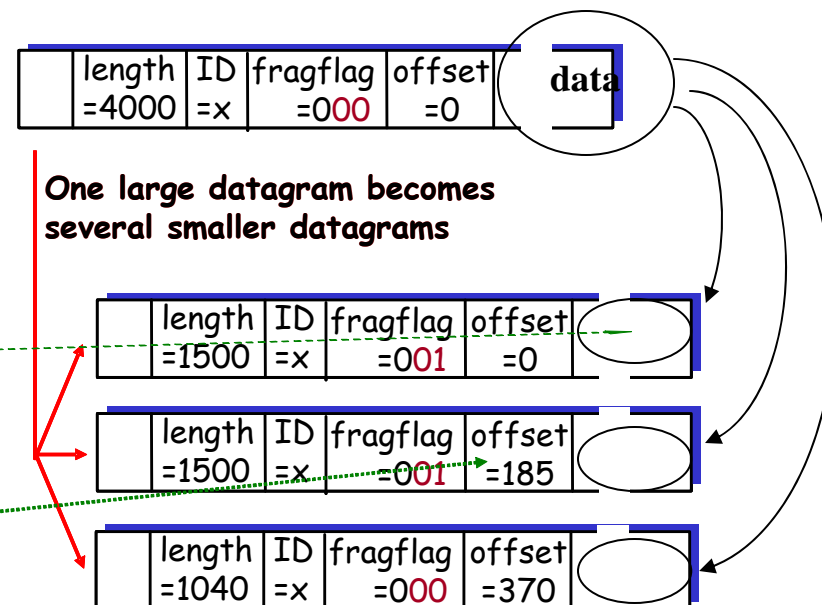 length ID fragflag offset data
=4000 =x =000 =0
One large datagram becomes
several smaller datagrams
length ID fragflag offset
=1500 =x =001 =0
length ID fragflag offset
=1500 =x =001 =185
length ID fragflag offset
=1040 =x =000 =370